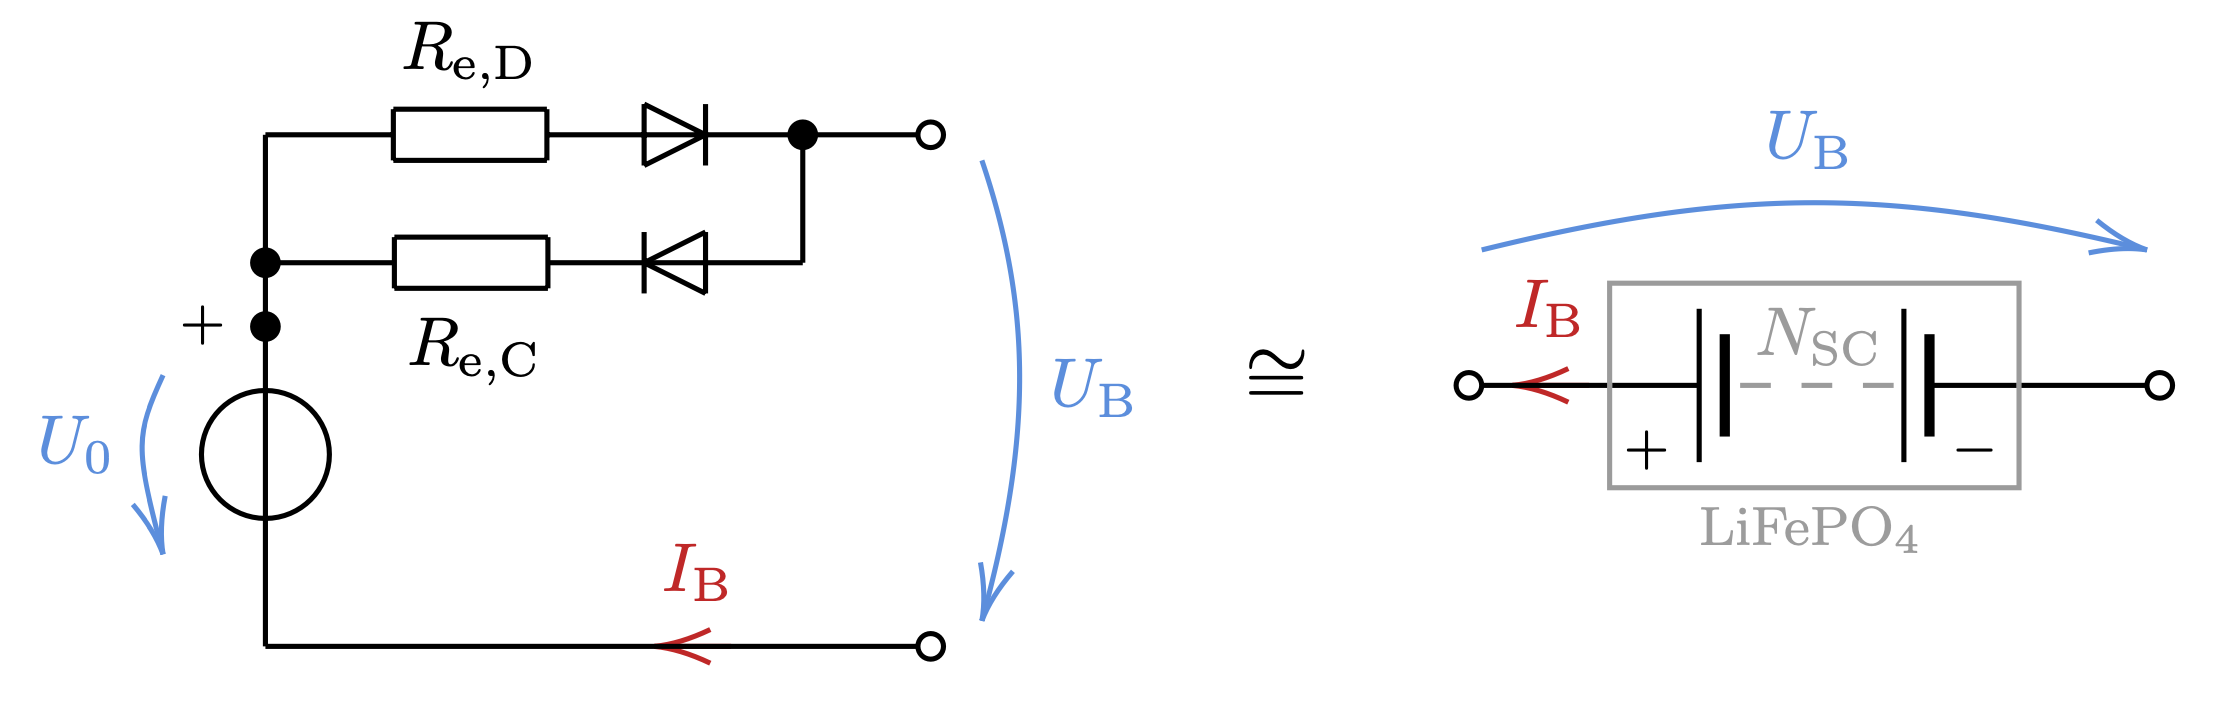 R_e,D
U_B
I_B
N_SC
+
R_e,C
U_B
≅
U_0
+
−
LiFePO_4
I_B